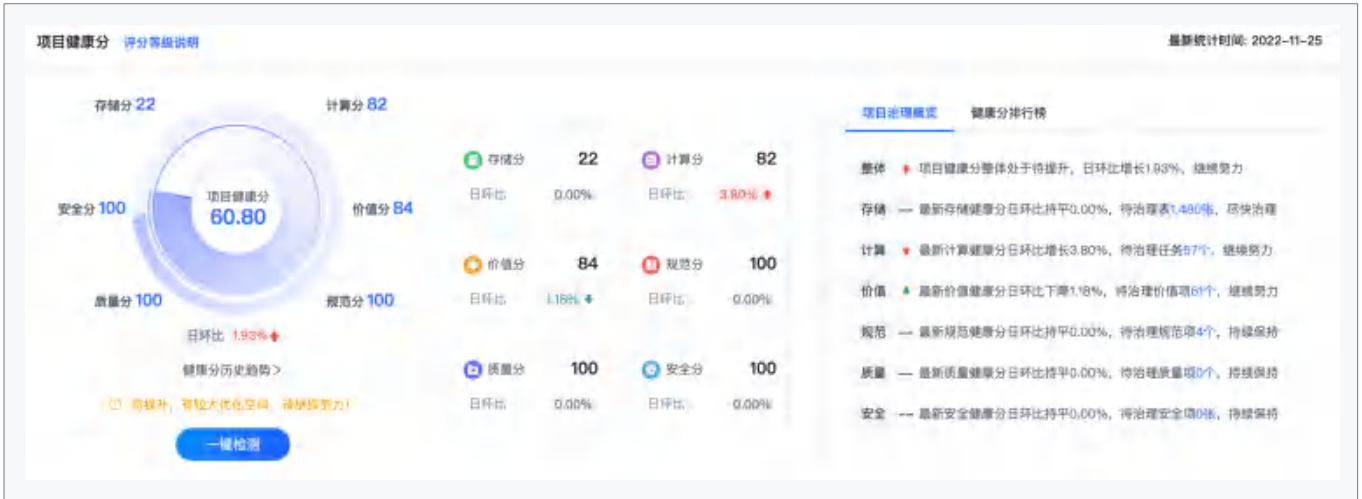 项目健康分 评分等级说明
最新统计时间: 2022-11-25
存储分 22
计算分 82
安全分 100
项目健康分
60.80
价值分 84
质量分 100
规范分 100
日环比 1.93%
健康分历史趋势>
待提升，有较大优化空间，请继续努力!
一键检测
存储分 22
日环比 0.00%
计算分 82
日环比 3.80%
价值分 84
日环比 1.18%
规范分 100
日环比 0.00%
质量分 100
日环比 0.00%
安全分 100
日环比 0.00%
项目治理概览 健康分排行榜
整体 项目健康分整体处于待提升，日环比增长1.93%，继续努力
存储 最新存储健康分日环比持平0.00%，待治理表1,480张，尽快治理
计算 最新计算健康分日环比增长3.80%，待治理任务57个，继续努力
价值 最新价值健康分日环比下降1.18%，待治理价值项61个，继续努力
规范 最新规范健康分日环比持平0.00%，待治理规范项4个，持续保持
质量 最新质量健康分日环比持平0.00%，待治理质量项0个，持续保持
安全 最新安全健康分日环比持平0.00%，待治理安全项0张，持续保持